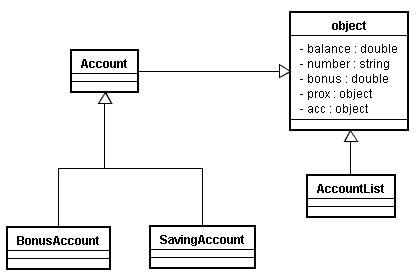 object
- balance : double
- number : string
- bonus : double
- prox : object
- acc : object
Account
AccountList
BonusAccount
SavingAccount